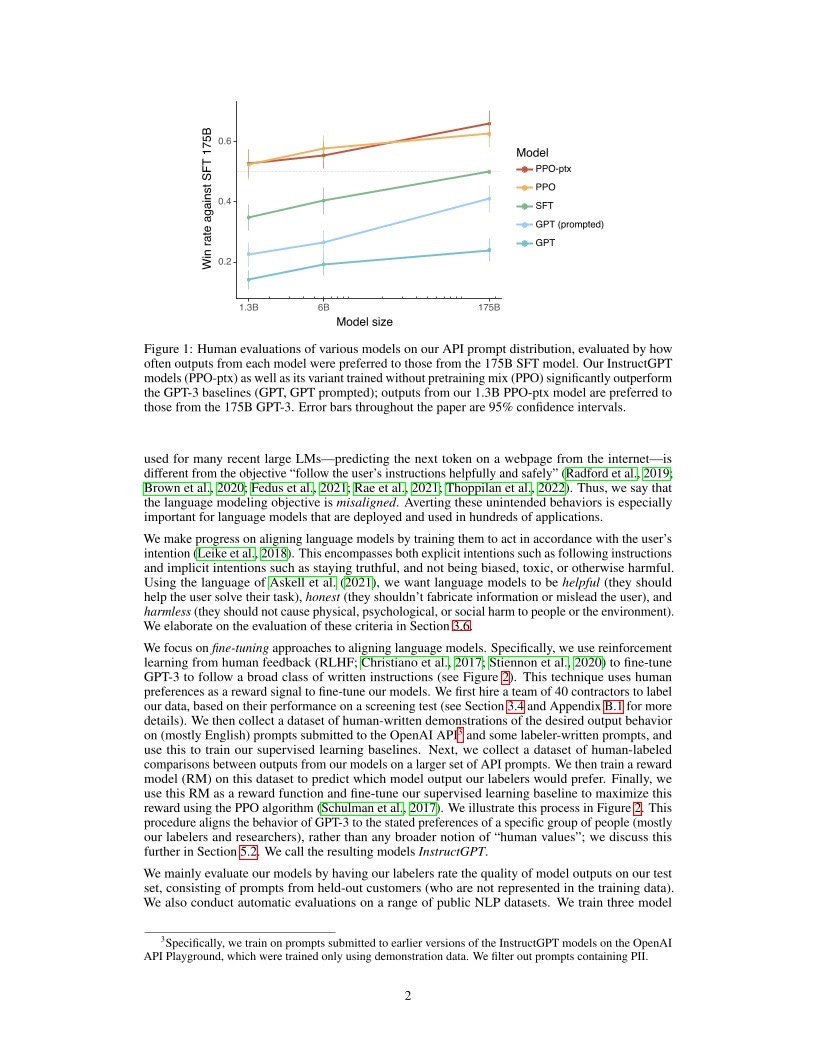 Win rate against SFT 175B
0.6
0.4
0.2
1.3B 6B 175B
Model size
Model
PPO-ptx
PPO
SFT
GPT (prompted)
GPT
Figure 1: Human evaluations of various models on our API prompt distribution, evaluated by how
often outputs from each model were preferred to those from the 175B SFT model. Our InstructGPT
models (PPO-ptx) as well as its variant trained without pretraining mix (PPO) significantly outperform
the GPT-3 baselines (GPT, GPT prompted); outputs from our 1.3B PPO-ptx model are preferred to
those from the 175B GPT-3. Error bars throughout the paper are 95% confidence intervals.
used for many recent large LMs—predicting the next token on a webpage from the internet—is
different from the objective “follow the user’s instructions helpfully and safely” (Radford et al., 2019;
Brown et al., 2020; Fedus et al., 2021; Rae et al., 2021; Thoppilan et al., 2022). Thus, we say that
the language modeling objective is misaligned. Averting these unintended behaviors is especially
important for language models that are deployed and used in hundreds of applications.
We make progress on aligning language models by training them to act in accordance with the user’s
intention (Leike et al., 2018). This encompasses both explicit intentions such as following instructions
and implicit intentions such as staying truthful, and not being biased, toxic, or otherwise harmful.
Using the language of Askell et al. (2021), we want language models to be helpful (they should
help the user solve their task), honest (they shouldn’t fabricate information or mislead the user), and
harmless (they should not cause physical, psychological, or social harm to people or the environment).
We elaborate on the evaluation of these criteria in Section 3.6.
We focus on fine-tuning approaches to aligning language models. Specifically, we use reinforcement
learning from human feedback (RLHF; Christiano et al., 2017; Stiennon et al., 2020) to fine-tune
GPT-3 to follow a broad class of written instructions (see Figure 2). This technique uses human
preferences as a reward signal to fine-tune our models. We first hire a team of 40 contractors to label
our data, based on their performance on a screening test (see Section 3.4 and Appendix B.1 for more
details). We then collect a dataset of human-written demonstrations of the desired output behavior
on (mostly English) prompts submitted to the OpenAI API3 and some labeler-written prompts, and
use this to train our supervised learning baselines. Next, we collect a dataset of human-labeled
comparisons between outputs from our models on a larger set of API prompts. We then train a reward
model (RM) on this dataset to predict which model output our labelers would prefer. Finally, we
use this RM as a reward function and fine-tune our supervised learning baseline to maximize this
reward using the PPO algorithm (Schulman et al., 2017). We illustrate this process in Figure 2. This
procedure aligns the behavior of GPT-3 to the stated preferences of a specific group of people (mostly
our labelers and researchers), rather than any broader notion of “human values”; we discuss this
further in Section 5.2. We call the resulting models InstructGPT.
We mainly evaluate our models by having our labelers rate the quality of model outputs on our test
set, consisting of prompts from held-out customers (who are not represented in the training data).
We also conduct automatic evaluations on a range of public NLP datasets. We train three model
3Specifically, we train on prompts submitted to earlier versions of the InstructGPT models on the OpenAI
API Playground, which were trained only using demonstration data. We filter out prompts containing PII.
2